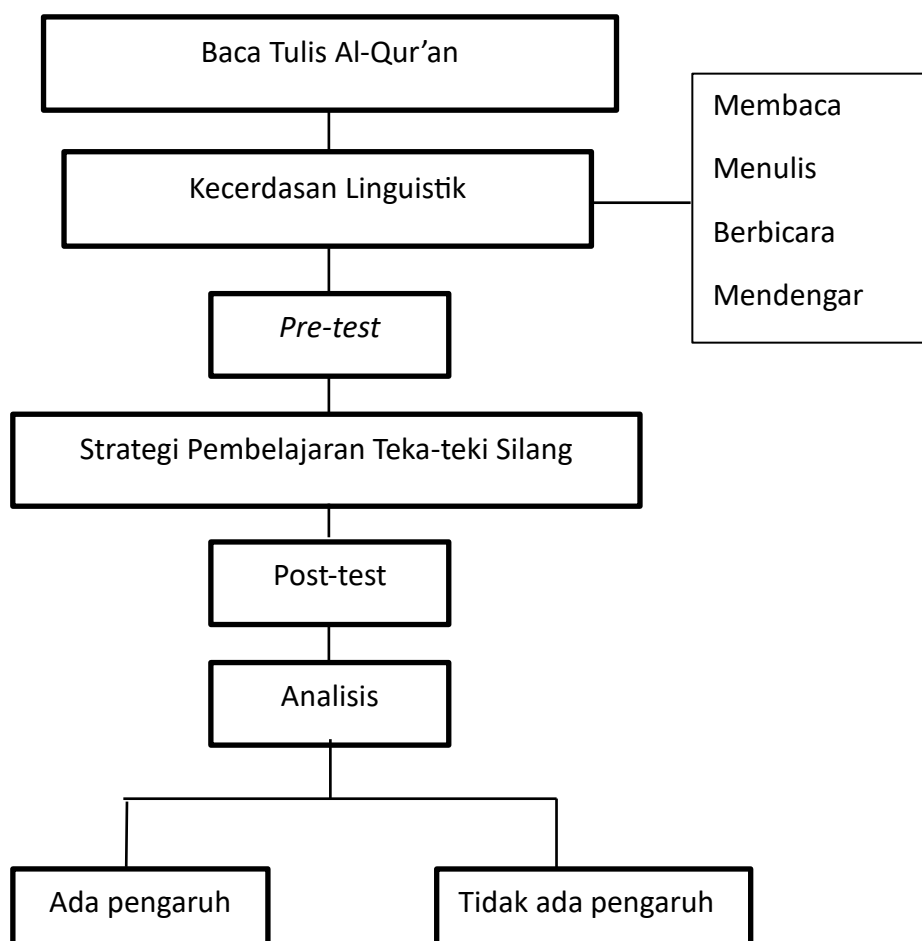 Baca Tulis Al-Qur’an
Kecerdasan Linguistik
Membaca
Menulis
Berbicara
Mendengar
Pre-test
Strategi Pembelajaran Teka-teki Silang
Post-test
Analisis
Ada pengaruh
Tidak ada pengaruh